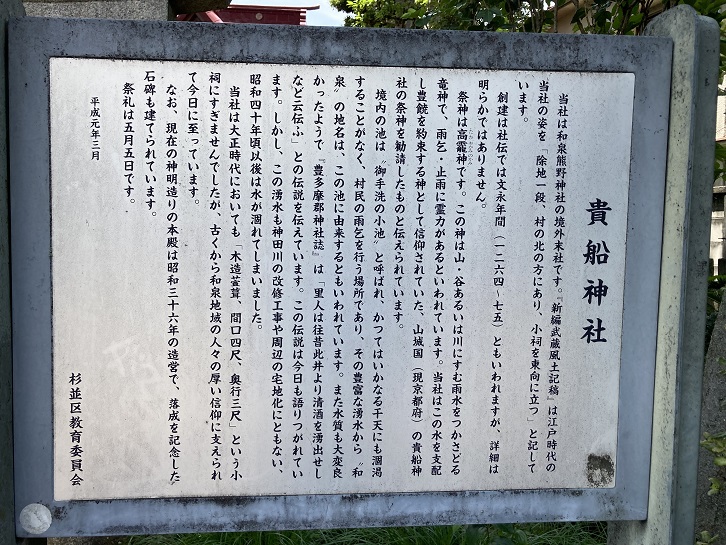 貴船神社
当社は和泉熊野神社の境外末社です。『新編武蔵風土記稿』は江戸時代の
当社の姿を「除地一段、村の北の方にあり、小祠を東向に立つ」と記して
います。
創建は社伝では文永年間（一二六四～七五）ともいわれますが、詳細は
明らかではありません。
祭神は高龗神です。この神は山・谷あるいは川にすむ雨水をつかさどる
竜神で、雨乞・止雨に霊力があるといわれています。当社はこの水を支配
し豊饒を約束する神として信仰されていた、山城国（現京都府）の貴船神
社の祭神を勧請したものと伝えられています。
境内の池は〝御手洗の小池〟と呼ばれ、かつてはいかなる干天にも涸渇
することがなく、村民の雨乞を行う場所であり、その豊富な湧水から〝和
泉〟の地名は、この池に由来するともいわれています。また水質も大変良
かったようで『豊多摩郡神社誌』は「里人は往昔此井より清酒を湧出せし
など云伝ふ」との伝説を伝えています。この伝説は今日も語りつがれてい
ます。しかし、この湧水も神田川の改修工事や周辺の宅地化にともない、
昭和四十年頃以後は水が涸れてしまいました。
当社は大正時代においても「木造萱葺、間口四尺、奥行三尺」という小
祠にすぎませんでしたが、古くから和泉地域の人々の厚い信仰に支えられ
て今日に至っています。
なお、現在の神明造りの本殿は昭和三十六年の造営で、落成を記念した
石碑も建てられています。
祭礼は五月五日です。
平成元年三月
杉並区教育委員会